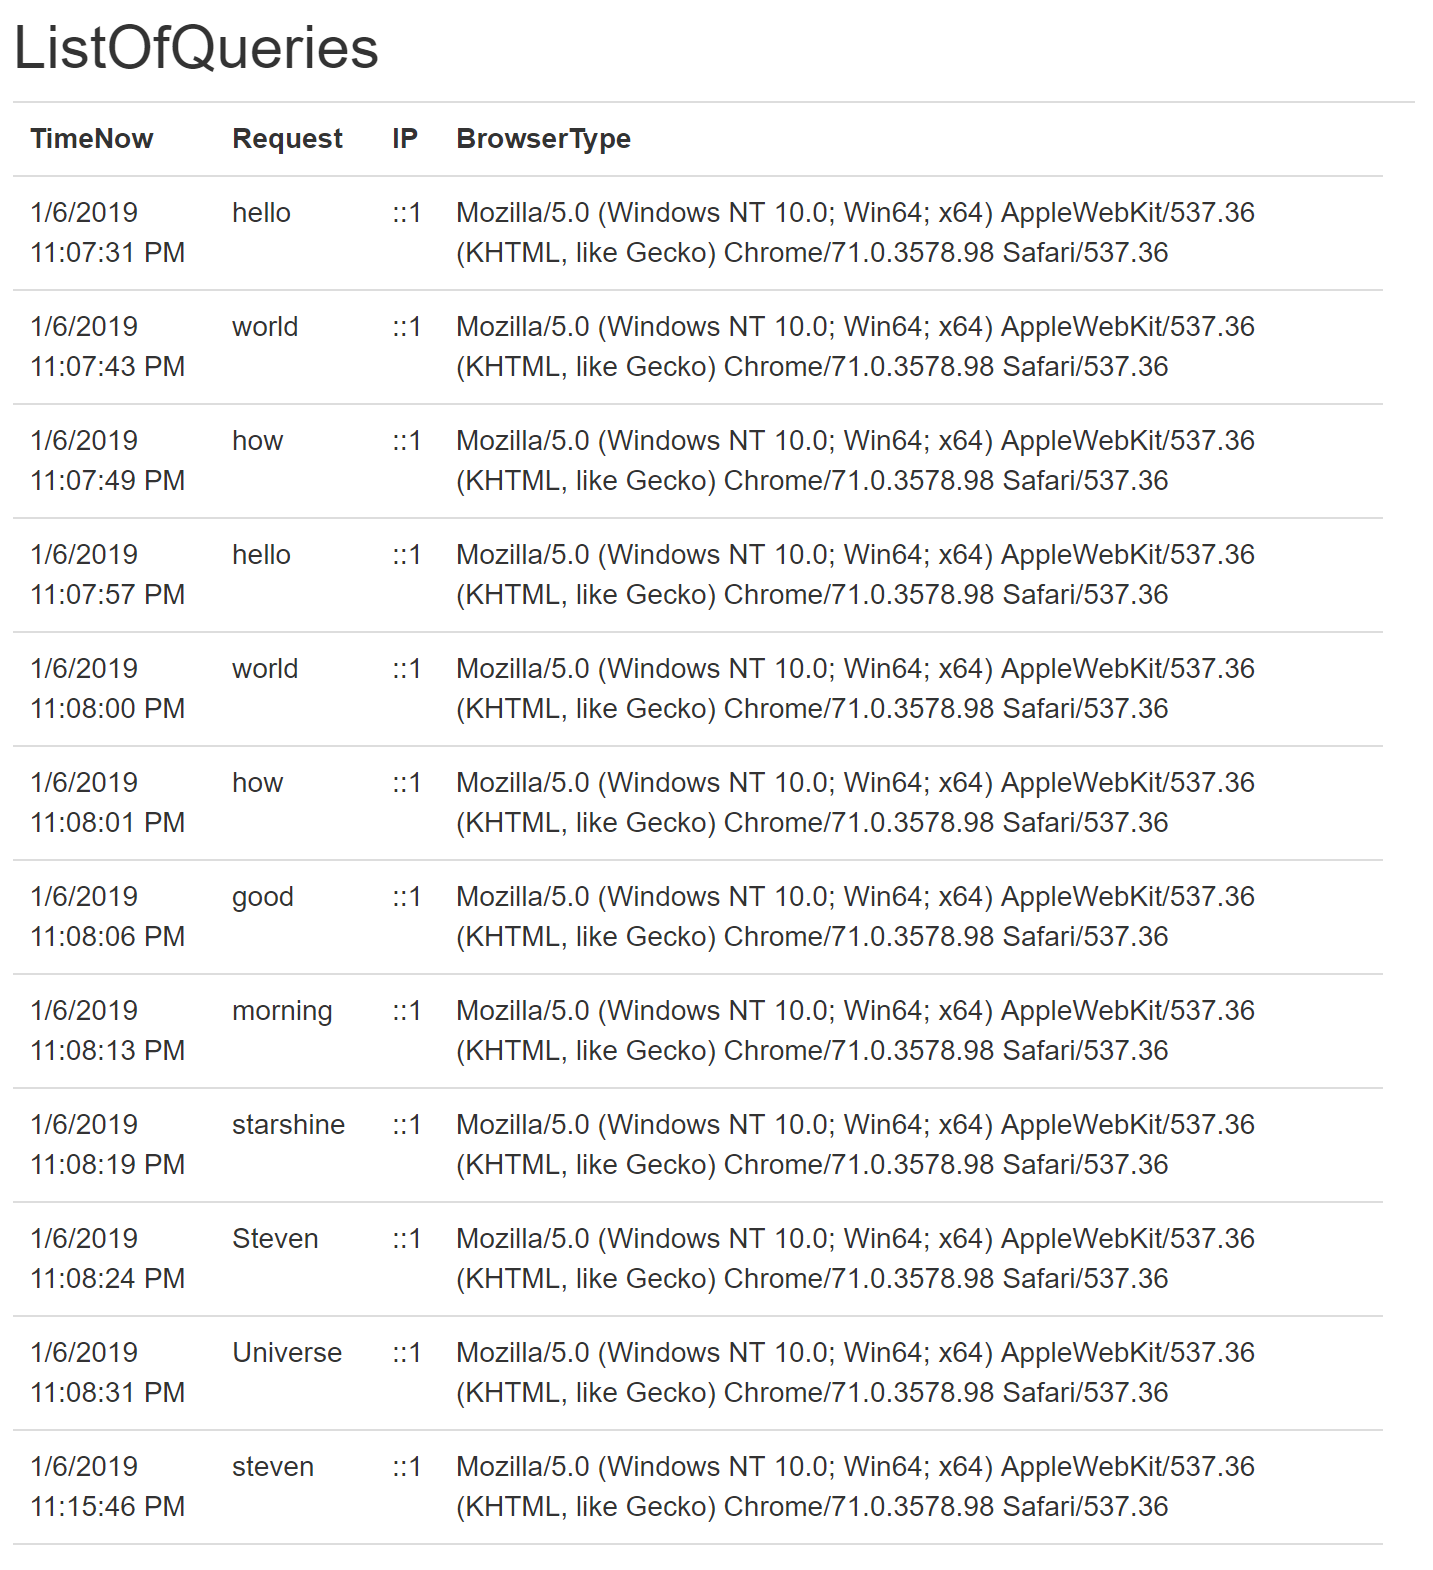 ListOfQueries
TimeNow Request IP BrowserType
1/6/2019 hello ::1 Mozilla/5.0 (Windows NT 10.0; Win64; x64) AppleWebKit/537.36
11:07:31 PM (KHTML, like Gecko) Chrome/71.0.3578.98 Safari/537.36
1/6/2019 world ::1 Mozilla/5.0 (Windows NT 10.0; Win64; x64) AppleWebKit/537.36
11:07:43 PM (KHTML, like Gecko) Chrome/71.0.3578.98 Safari/537.36
1/6/2019 how ::1 Mozilla/5.0 (Windows NT 10.0; Win64; x64) AppleWebKit/537.36
11:07:49 PM (KHTML, like Gecko) Chrome/71.0.3578.98 Safari/537.36
1/6/2019 hello ::1 Mozilla/5.0 (Windows NT 10.0; Win64; x64) AppleWebKit/537.36
11:07:57 PM (KHTML, like Gecko) Chrome/71.0.3578.98 Safari/537.36
1/6/2019 world ::1 Mozilla/5.0 (Windows NT 10.0; Win64; x64) AppleWebKit/537.36
11:08:00 PM (KHTML, like Gecko) Chrome/71.0.3578.98 Safari/537.36
1/6/2019 how ::1 Mozilla/5.0 (Windows NT 10.0; Win64; x64) AppleWebKit/537.36
11:08:01 PM (KHTML, like Gecko) Chrome/71.0.3578.98 Safari/537.36
1/6/2019 good ::1 Mozilla/5.0 (Windows NT 10.0; Win64; x64) AppleWebKit/537.36
11:08:06 PM (KHTML, like Gecko) Chrome/71.0.3578.98 Safari/537.36
1/6/2019 morning ::1 Mozilla/5.0 (Windows NT 10.0; Win64; x64) AppleWebKit/537.36
11:08:13 PM (KHTML, like Gecko) Chrome/71.0.3578.98 Safari/537.36
1/6/2019 starshine ::1 Mozilla/5.0 (Windows NT 10.0; Win64; x64) AppleWebKit/537.36
11:08:19 PM (KHTML, like Gecko) Chrome/71.0.3578.98 Safari/537.36
1/6/2019 Steven ::1 Mozilla/5.0 (Windows NT 10.0; Win64; x64) AppleWebKit/537.36
11:08:24 PM (KHTML, like Gecko) Chrome/71.0.3578.98 Safari/537.36
1/6/2019 Universe ::1 Mozilla/5.0 (Windows NT 10.0; Win64; x64) AppleWebKit/537.36
11:08:31 PM (KHTML, like Gecko) Chrome/71.0.3578.98 Safari/537.36
1/6/2019 steven ::1 Mozilla/5.0 (Windows NT 10.0; Win64; x64) AppleWebKit/537.36
11:15:46 PM (KHTML, like Gecko) Chrome/71.0.3578.98 Safari/537.36